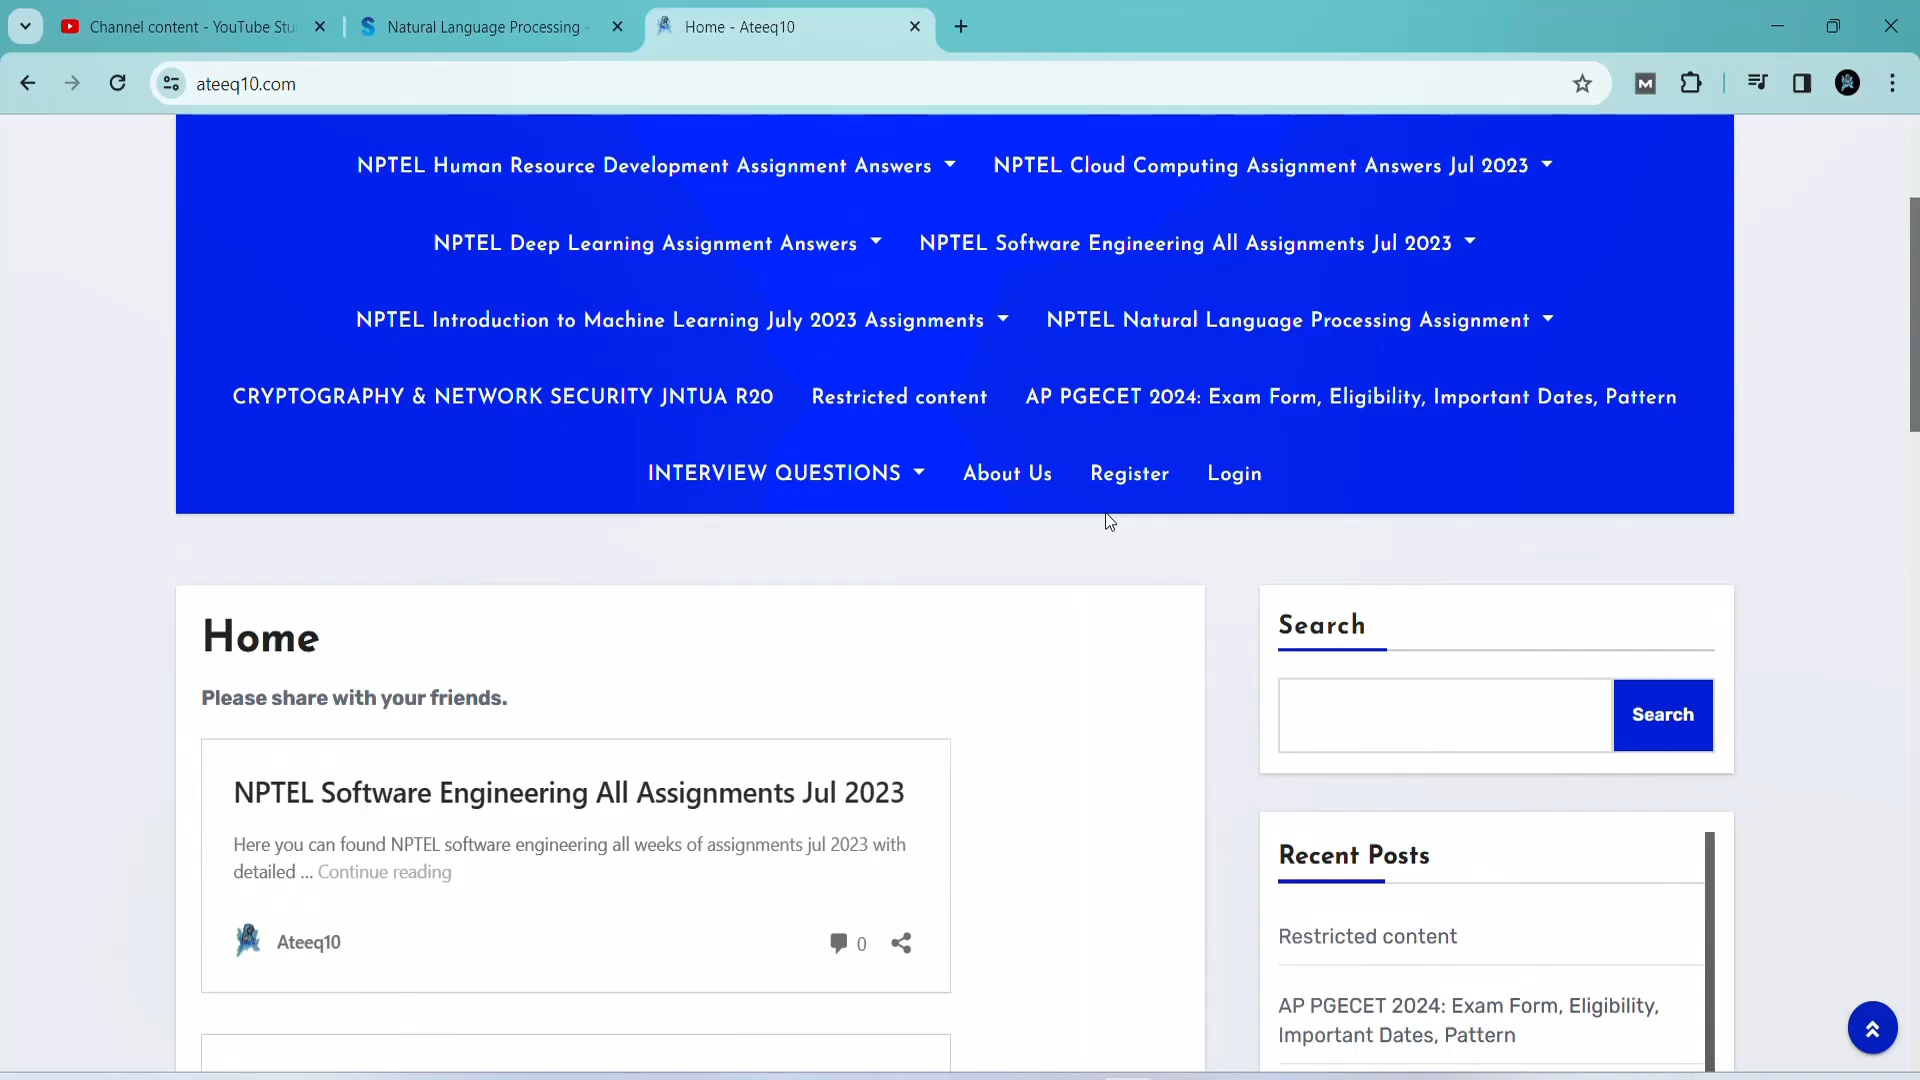 Channel content - YouTube Stu
Natural Language Processing -
Home - Ateeq10
ateeq10.com
NPTEL Human Resource Development Assignment Answers
NPTEL Cloud Computing Assignment Answers Jul 2023
NPTEL Deep Learning Assignment Answers
NPTEL Software Engineering All Assignments Jul 2023
NPTEL Introduction to Machine Learning July 2023 Assignments
NPTEL Natural Language Processing Assignment
CRYPTOGRAPHY & NETWORK SECURITY JNTUA R20
Restricted content
AP PGECET 2024: Exam Form, Eligibility, Important Dates, Pattern
INTERVIEW QUESTIONS
About Us
Register
Login
Home
Please share with your friends.
NPTEL Software Engineering All Assignments Jul 2023
Here you can found NPTEL software engineering all weeks of assignments jul 2023 with
detailed ... Continue reading
Ateeq10
0
Search
Search
Recent Posts
Restricted content
AP PGECET 2024: Exam Form, Eligibility,
Important Dates, Pattern